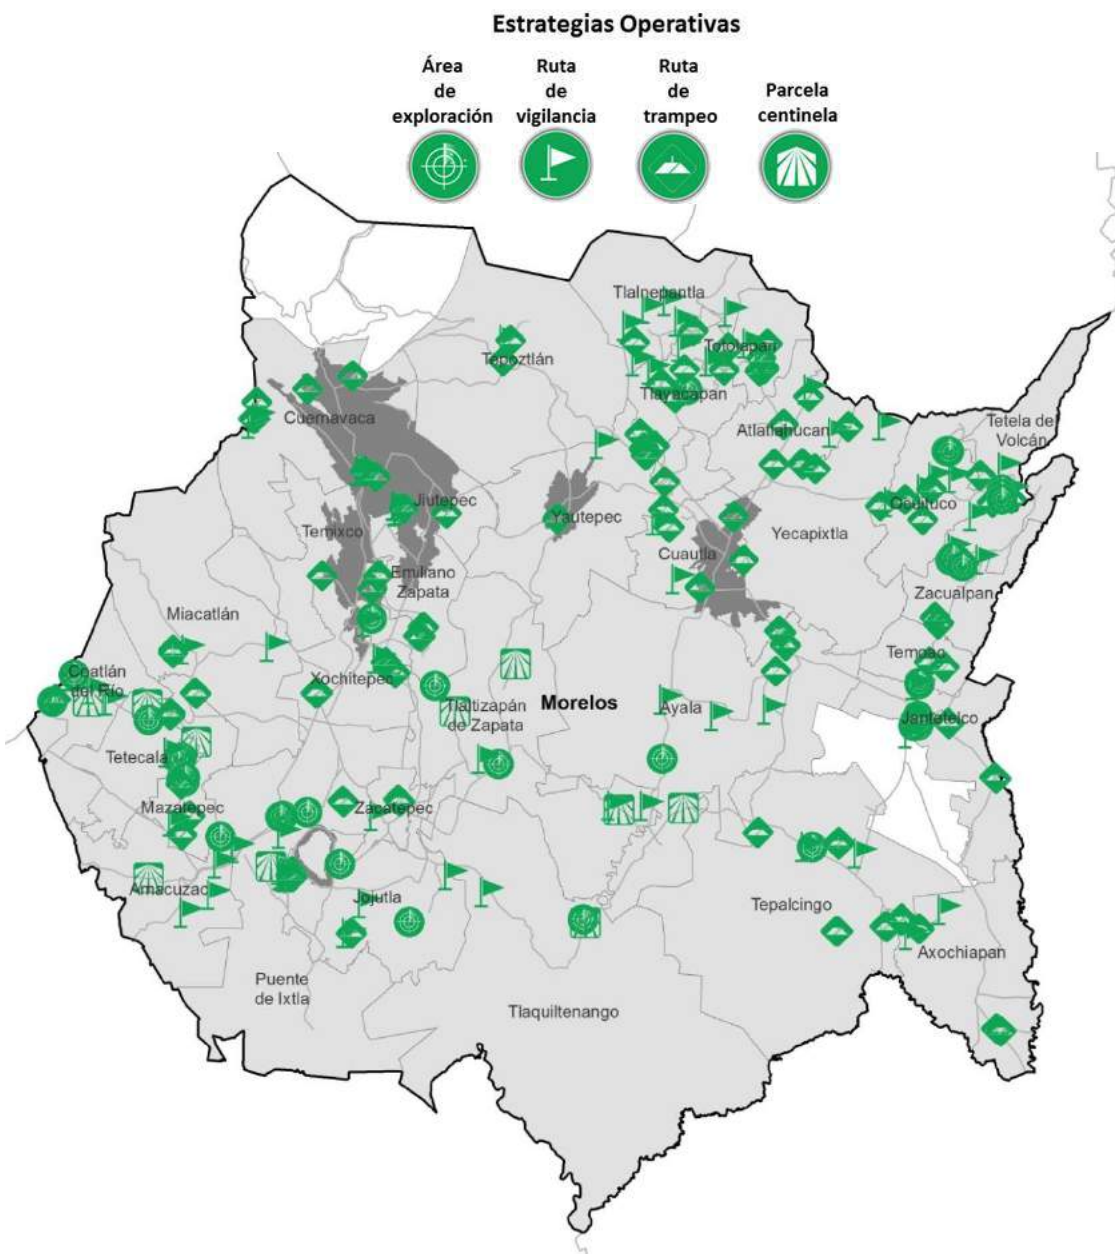 Estrategias Operativas
Área
de
exploración
Ruta
de
vigilancia
Ruta
de
trampeo
Parcela
centinela
Tlalnepantla
Totolapan
Tepoztlán
Tlayacapan
Cuernavaca
Atlatlahucan
Tetela de
Volcán
Jiutepec
Ocuituco
Yautepec
Temixco
Cuautla
Yecapixtla
Emiliano
Zapata
Zacualpan
Miacatlán
Temoac
Coatlán
del Río
Xochitepec
Morelos
Ayala
Tlaltizapán
de Zapata
Jantetelco
Tetecala
Mazatepec
Zacatepec
Amacuzac
Jojutla
Tepalcingo
Axochiapan
Puente
de Ixtla
Tlaquiltenango